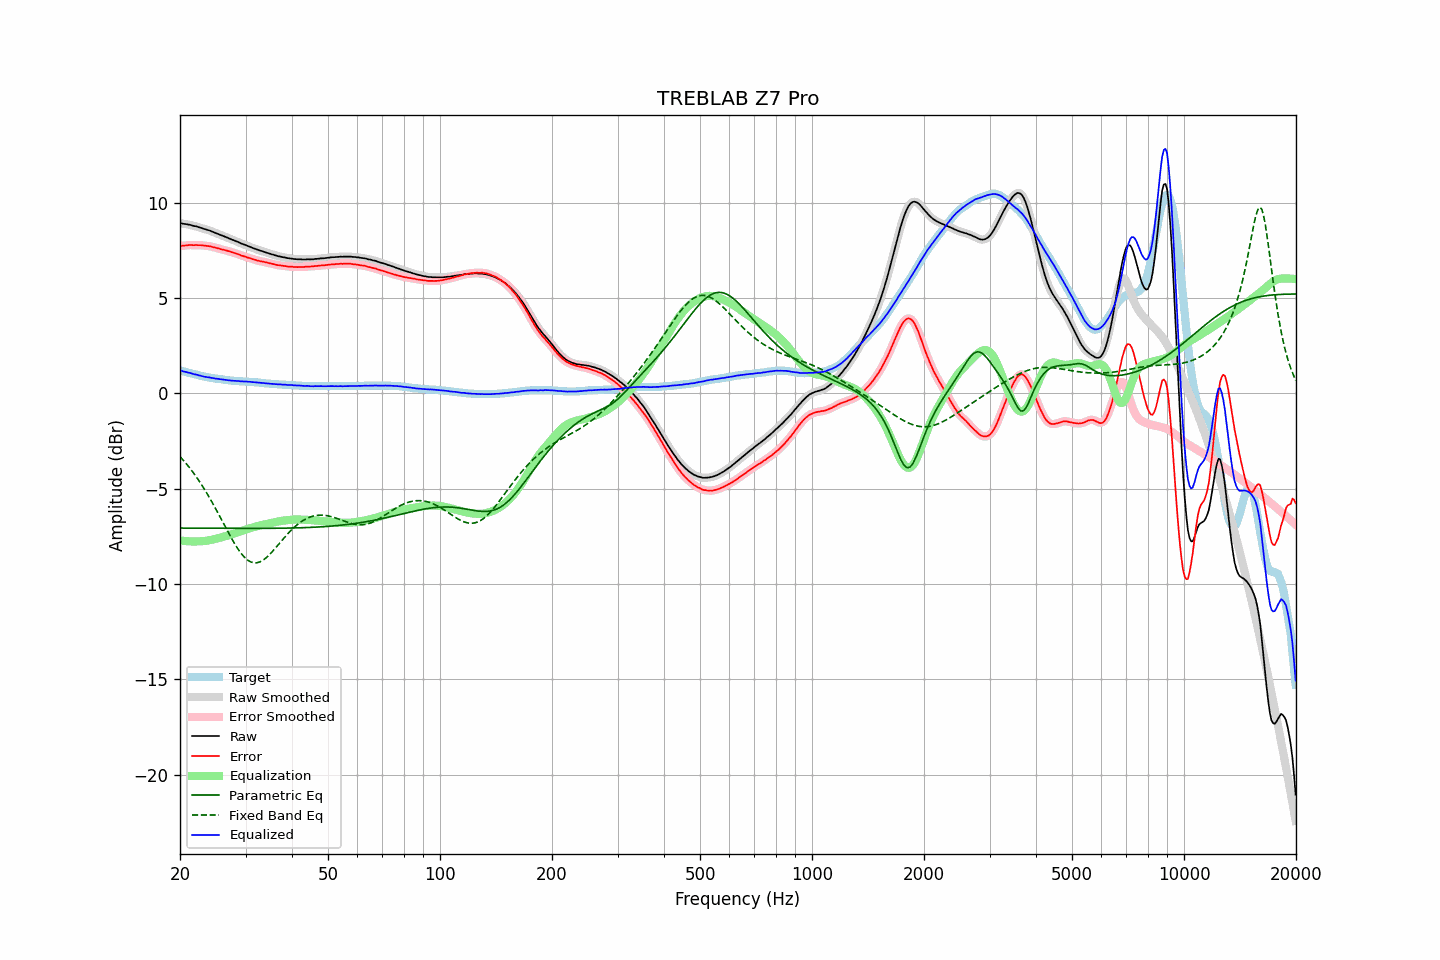 TREBLAB Z7 Pro
Amplitude (dBr)
10
5
0
−5
−10
−15
−20
Target
Raw Smoothed
Error Smoothed
Raw
Error
Equalization
Parametric Eq
Fixed Band Eq
Equalized
20 50 100 200 500 1000 2000 5000 10000 20000
Frequency (Hz)